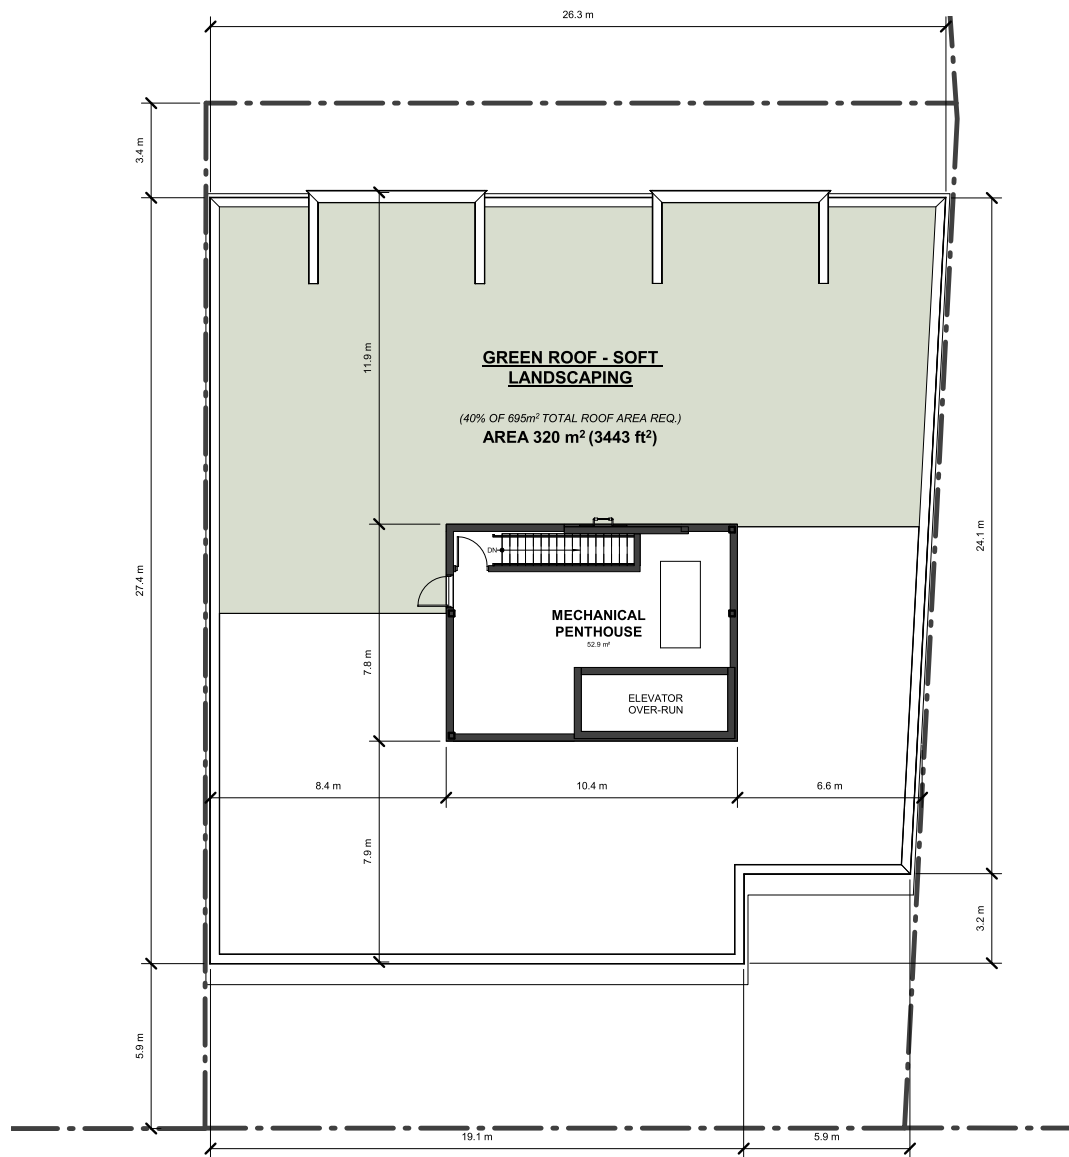 26.3 m
3.4 m
11.9 m
GREEN ROOF - SOFT
LANDSCAPING
(40% OF 695m² TOTAL ROOF AREA REQ.)
AREA 320 m² (3443 ft²)
24.1 m
27.4 m
DN
MECHANICAL
PENTHOUSE
52.9 m²
7.8 m
ELEVATOR
OVER-RUN
8.4 m
10.4 m
6.6 m
7.9 m
3.2 m
5.9 m
19.1 m
5.9 m